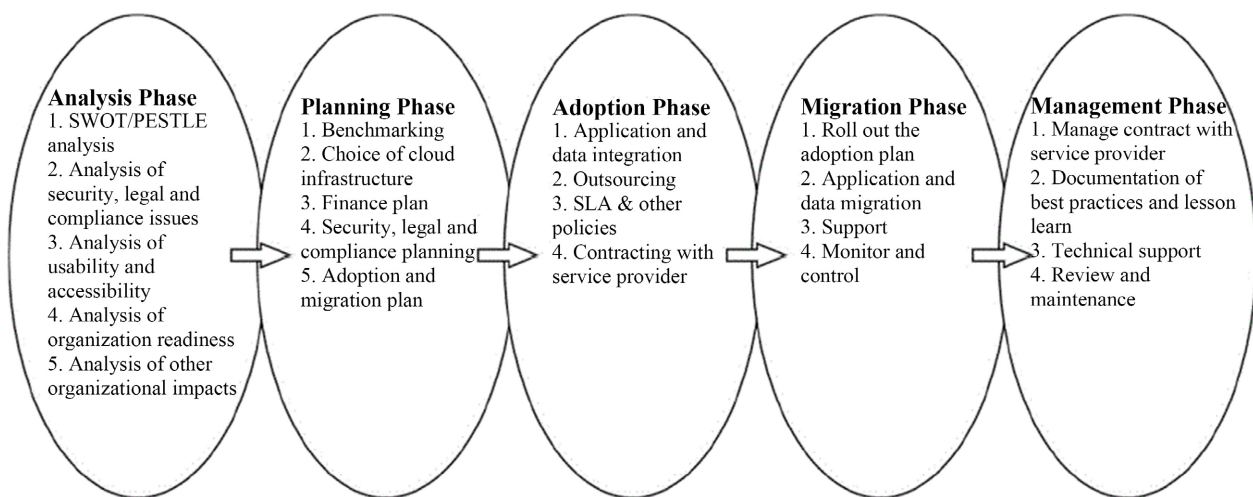 Analysis Phase
1. SWOT/PESTLE
analysis
2. Analysis of
security, legal and
compliance issues
3. Analysis of
usability and
accessibility
4. Analysis of
organization readiness
5. Analysis of other
organizational impacts
Planning Phase
1. Benchmarking
2. Choice of cloud
infrastructure
3. Finance plan
4. Security, legal and
compliance planning
5. Adoption and
migration plan
Adoption Phase
1. Application and
data integration
2. Outsourcing
3. SLA & other
policies
4. Contracting with
service provider
Migration Phase
1. Roll out the
adoption plan
2. Application and
data migration
3. Support
4. Monitor and
control
Management Phase
1. Manage contract with
service provider
2. Documentation of
best practices and lesson
learn
3. Technical support
4. Review and
maintenance